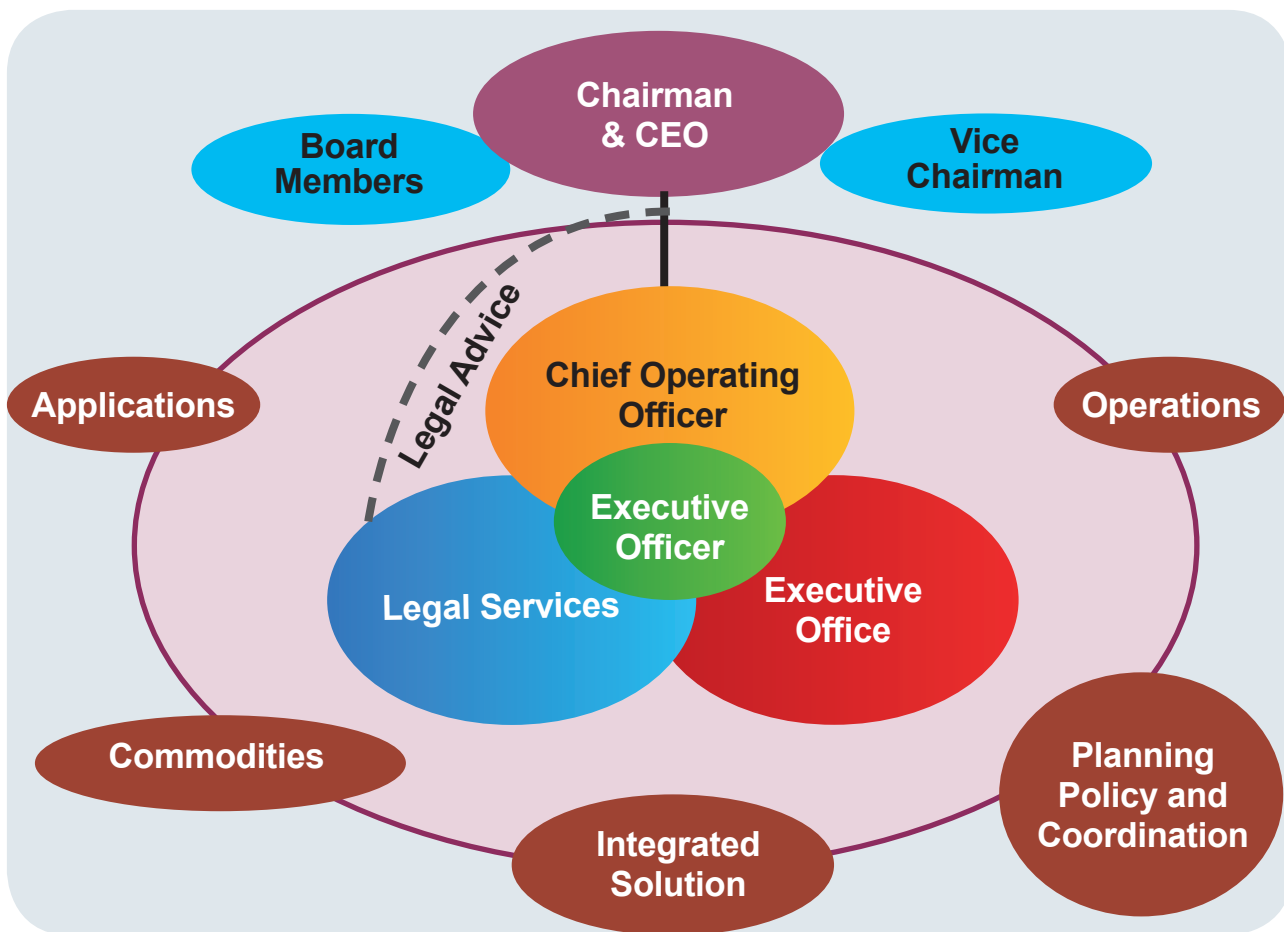 Chairman
& CEO
Board
Members
Vice
Chairman
Legal Advice
Applications
Chief Operating
Officer
Operations
Executive
Officer
Legal Services
Executive
Office
Commodities
Integrated
Solution
Planning
Policy and
Coordination